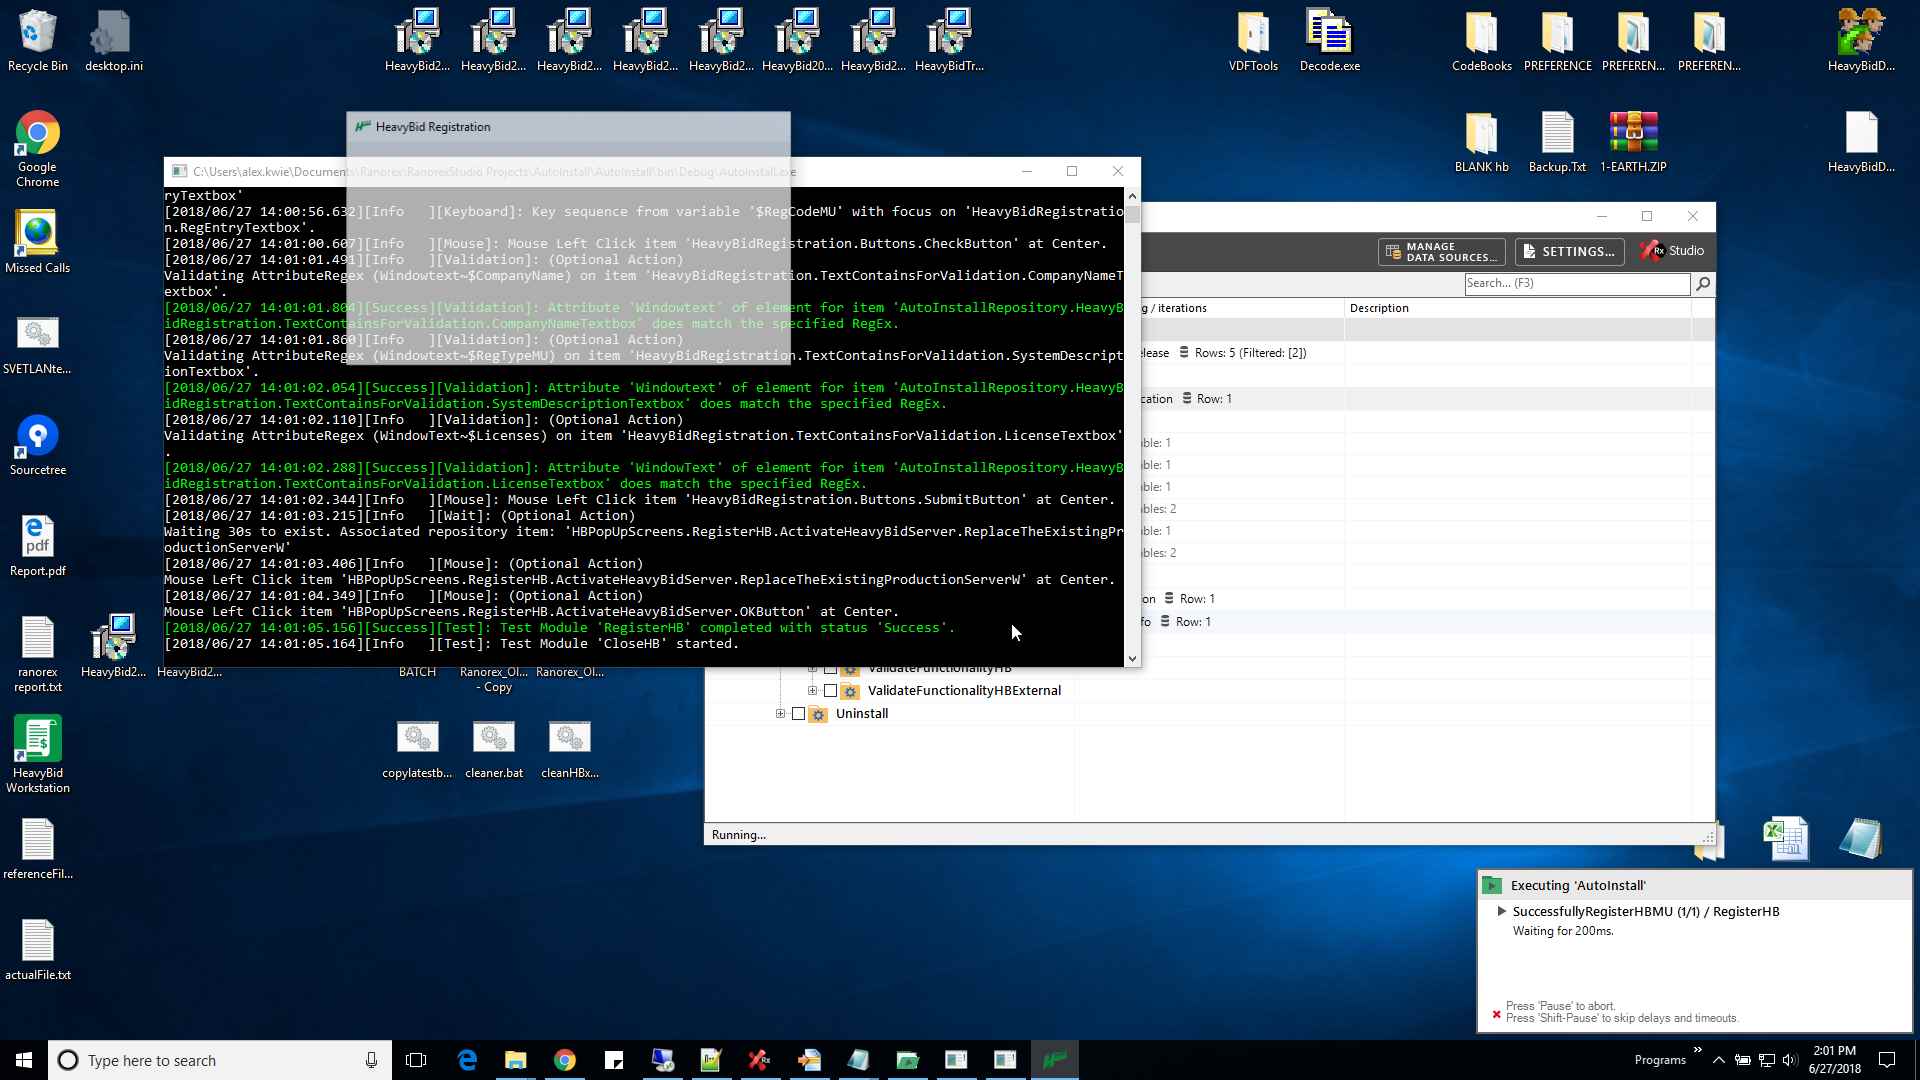 Recycle Bin
desktop.ini
HeavyBid2...
HeavyBid2...
HeavyBid2...
HeavyBid2...
HeavyBid2...
HeavyBid20...
HeavyBid2...
HeavyBidTr...
VDFTools
Decode.exe
CodeBooks
PREFERENCE
PREFEREN...
PREFEREN...
HeavyBidD...
Google
Chrome
BLANK hb
Backup.Txt
1-EARTH.ZIP
HeavyBidD...
Missed Calls
SVETLANte...
Sourcetree
Report.pdf
ranorex
report.txt
HeavyBid2...
HeavyBid2...
BATCH
Ranorex_Ol...
- Copy
Ranorex_Ol...
HeavyBid
Workstation
copylatestb...
cleaner.bat
cleanHBx...
referenceFil...
actualFile.txt
HeavyBid Registration
C:\Users\alex.kwie\Documents\Ranorex\RanorexStudio Projects\AutoInstall\AutoInstall\bin\Debug\AutoInstall.exe
ryTextbox'
[2018/06/27 14:00:56.632][Info   ][Keyboard]: Key sequence from variable '$RegCodeMU' with focus on 'HeavyBidRegistratio
n.RegEntryTextbox'.
[2018/06/27 14:01:00.607][Info   ][Mouse]: Mouse Left Click item 'HeavyBidRegistration.Buttons.CheckButton' at Center.
[2018/06/27 14:01:01.491][Info   ][Validation]: (Optional Action)
Validating AttributeRegex (Windowtext~$CompanyName) on item 'HeavyBidRegistration.TextContainsForValidation.CompanyNameT
extbox'.
[2018/06/27 14:01:01.804][Success][Validation]: Attribute 'Windowtext' of element for item 'AutoInstallRepository.HeavyB
idRegistration.TextContainsForValidation.CompanyNameTextbox' does match the specified RegEx.
[2018/06/27 14:01:01.860][Info   ][Validation]: (Optional Action)
Validating AttributeRegex (Windowtext~$RegTypeMU) on item 'HeavyBidRegistration.TextContainsForValidation.SystemDescript
ionTextbox'.
[2018/06/27 14:01:02.054][Success][Validation]: Attribute 'Windowtext' of element for item 'AutoInstallRepository.HeavyB
idRegistration.TextContainsForValidation.SystemDescriptionTextbox' does match the specified RegEx.
[2018/06/27 14:01:02.110][Info   ][Validation]: (Optional Action)
Validating AttributeRegex (WindowText~$Licenses) on item 'HeavyBidRegistration.TextContainsForValidation.LicenseTextbox'
.
[2018/06/27 14:01:02.288][Success][Validation]: Attribute 'WindowText' of element for item 'AutoInstallRepository.HeavyB
idRegistration.TextContainsForValidation.LicenseTextbox' does match the specified RegEx.
[2018/06/27 14:01:02.344][Info   ][Mouse]: Mouse Left Click item 'HeavyBidRegistration.Buttons.SubmitButton' at Center.
[2018/06/27 14:01:03.215][Info   ][Wait]: (Optional Action)
Waiting 30s to exist. Associated repository item: 'HBPopUpScreens.RegisterHB.ActivateHeavyBidServer.ReplaceTheExistingPr
oductionServerW'
[2018/06/27 14:01:03.406][Info   ][Mouse]: (Optional Action)
Mouse Left Click item 'HBPopUpScreens.RegisterHB.ActivateHeavyBidServer.ReplaceTheExistingProductionServerW' at Center.
[2018/06/27 14:01:04.349][Info   ][Mouse]: (Optional Action)
Mouse Left Click item 'HBPopUpScreens.RegisterHB.ActivateHeavyBidServer.OKButton' at Center.
[2018/06/27 14:01:05.156][Success][Test]: Test Module 'RegisterHB' completed with status 'Success'.
[2018/06/27 14:01:05.164][Info   ][Test]: Test Module 'CloseHB' started.
MANAGE
DATA SOURCES...
SETTINGS...
Rx Studio
Search... (F3)
g / iterations
Description
elease Rows: 5 (Filtered: [2])
cation Row: 1
ble: 1
ble: 1
ble: 1
bles: 2
ble: 1
bles: 2
on Row: 1
fo Row: 1
ValidateFunctionalityHB
ValidateFunctionalityHBExternal
Uninstall
Running...
Executing 'AutoInstall'
SuccessfullyRegisterHBMU (1/1) / RegisterHB
Waiting for 200ms.
Press 'Pause' to abort.
Press 'Shift-Pause' to skip delays and timeouts.
Type here to search
Programs
2:01 PM
6/27/2018